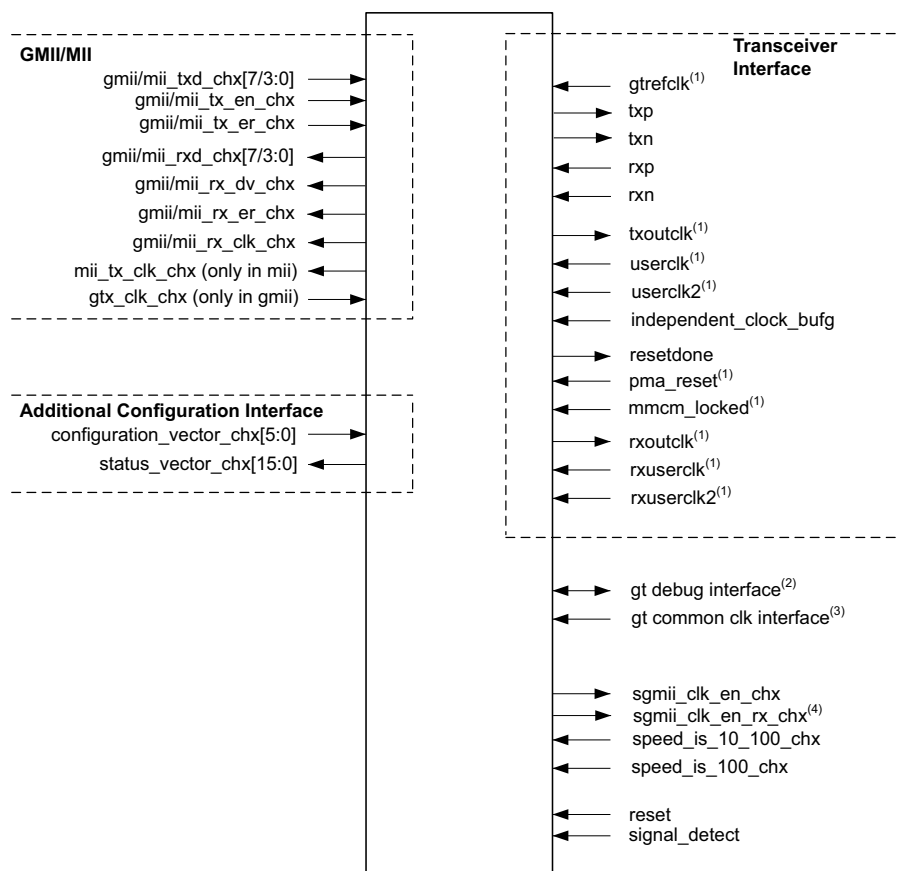 GMII/MII
gmii/mii_txd_chx[7/3:0]
gmii/mii_tx_en_chx
gmii/mii_tx_er_chx
gmii/mii_rxd_chx[7/3:0]
gmii/mii_rx_dv_chx
gmii/mii_rx_er_chx
gmii/mii_rx_clk_chx
mii_tx_clk_chx (only in mii)
gtx_clk_chx (only in gmii)
Additional Configuration Interface
configuration_vector_chx[5:0]
status_vector_chx[15:0]
Transceiver
Interface
gtrefclk(1)
txp
txn
rxp
rxn
txoutclk(1)
userclk(1)
userclk2(1)
independent_clock_bufg
resetdone
pma_reset(1)
mmcm_locked(1)
rxoutclk(1)
rxuserclk(1)
rxuserclk2(1)
gt debug interface(2)
gt common clk interface(3)
sgmii_clk_en_chx
sgmii_clk_en_rx_chx(4)
speed_is_10_100_chx
speed_is_100_chx
reset
signal_detect